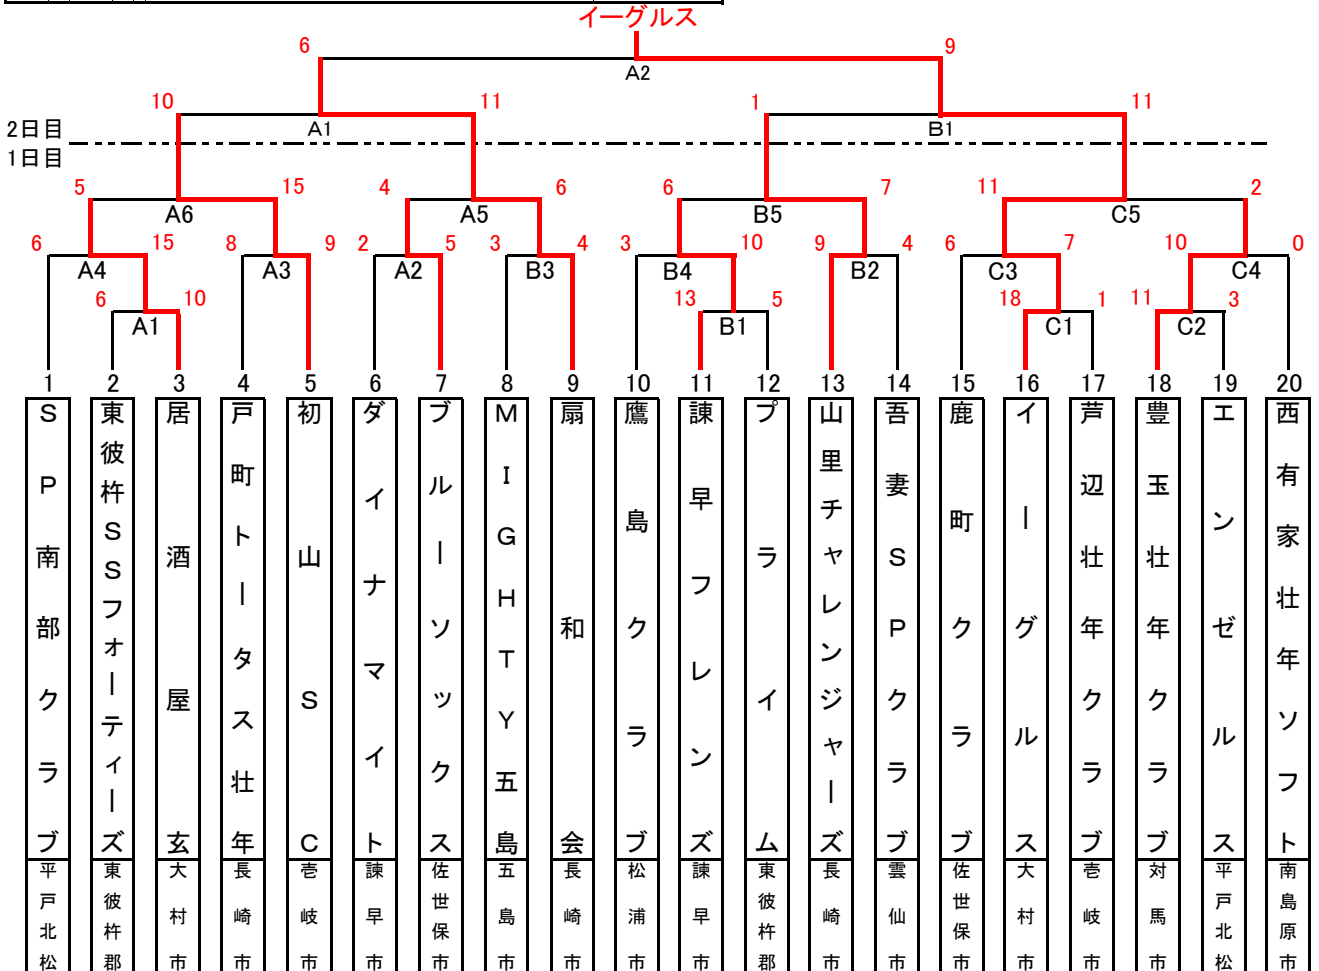 イーグルス
6 9
A2
10 11 1 11
A1 B1
2日目
1日目
5 15 4 6 6 7 11 2
A6 A5 B5 C5
6 15 8 9 2 5 3 4 3 10 9 4 6 7 10 0
A4 A3 A2 B3 B4 B2 C3 C4
6 10 13 5 18 1 11 3
A1 B1 C1 C2
1 2 3 4 5 6 7 8 9 10 11 12 13 14 15 16 17 18 19 20
SP南部クラブ
東彼杵SSフォーティーズ
居酒屋玄
戸町トータス壮年
初山SC
ダイナマイト
ブルーソックス
MIGHTY五島
扇和会
鷹島クラブ
諫早フレンズ
プライム
山里チャレンジャーズ
吾妻SPクラブ
鹿町クラブ
イーグルス
芦辺壮年クラブ
豊玉壮年クラブ
エンゼルス
西有家壮年ソフト
平戸北松
東彼杵郡
大村市
長崎市
壱岐市
諫早市
佐世保市
五島市
長崎市
松浦市
諫早市
東彼杵郡
長崎市
雲仙市
佐世保市
大村市
壱岐市
対馬市
平戸北松
南島原市